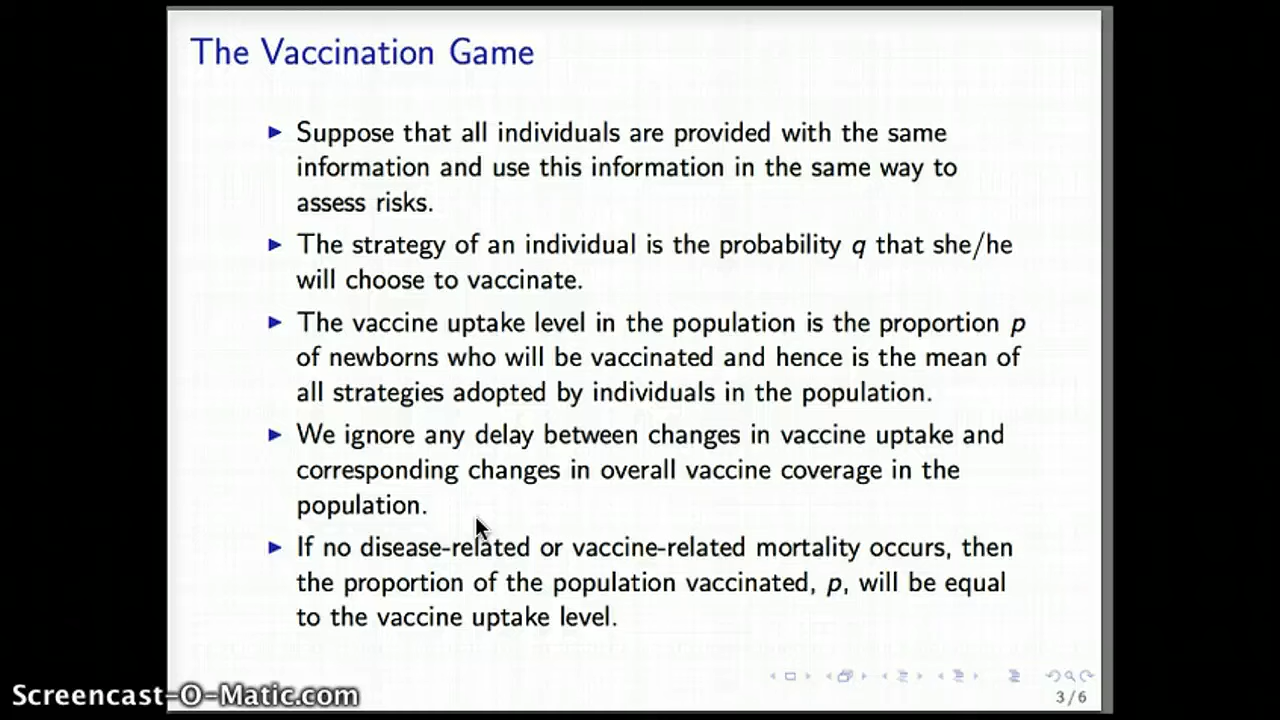 The Vaccination Game
▶ Suppose that all individuals are provided with the same
information and use this information in the same way to
assess risks.
▶ The strategy of an individual is the probability q that she/he
will choose to vaccinate.
▶ The vaccine uptake level in the population is the proportion p
of newborns who will be vaccinated and hence is the mean of
all strategies adopted by individuals in the population.
▶ We ignore any delay between changes in vaccine uptake and
corresponding changes in overall vaccine coverage in the
population.
▶ If no disease-related or vaccine-related mortality occurs, then
the proportion of the population vaccinated, p, will be equal
to the vaccine uptake level.
Screencast-O-Matic.com
3/6